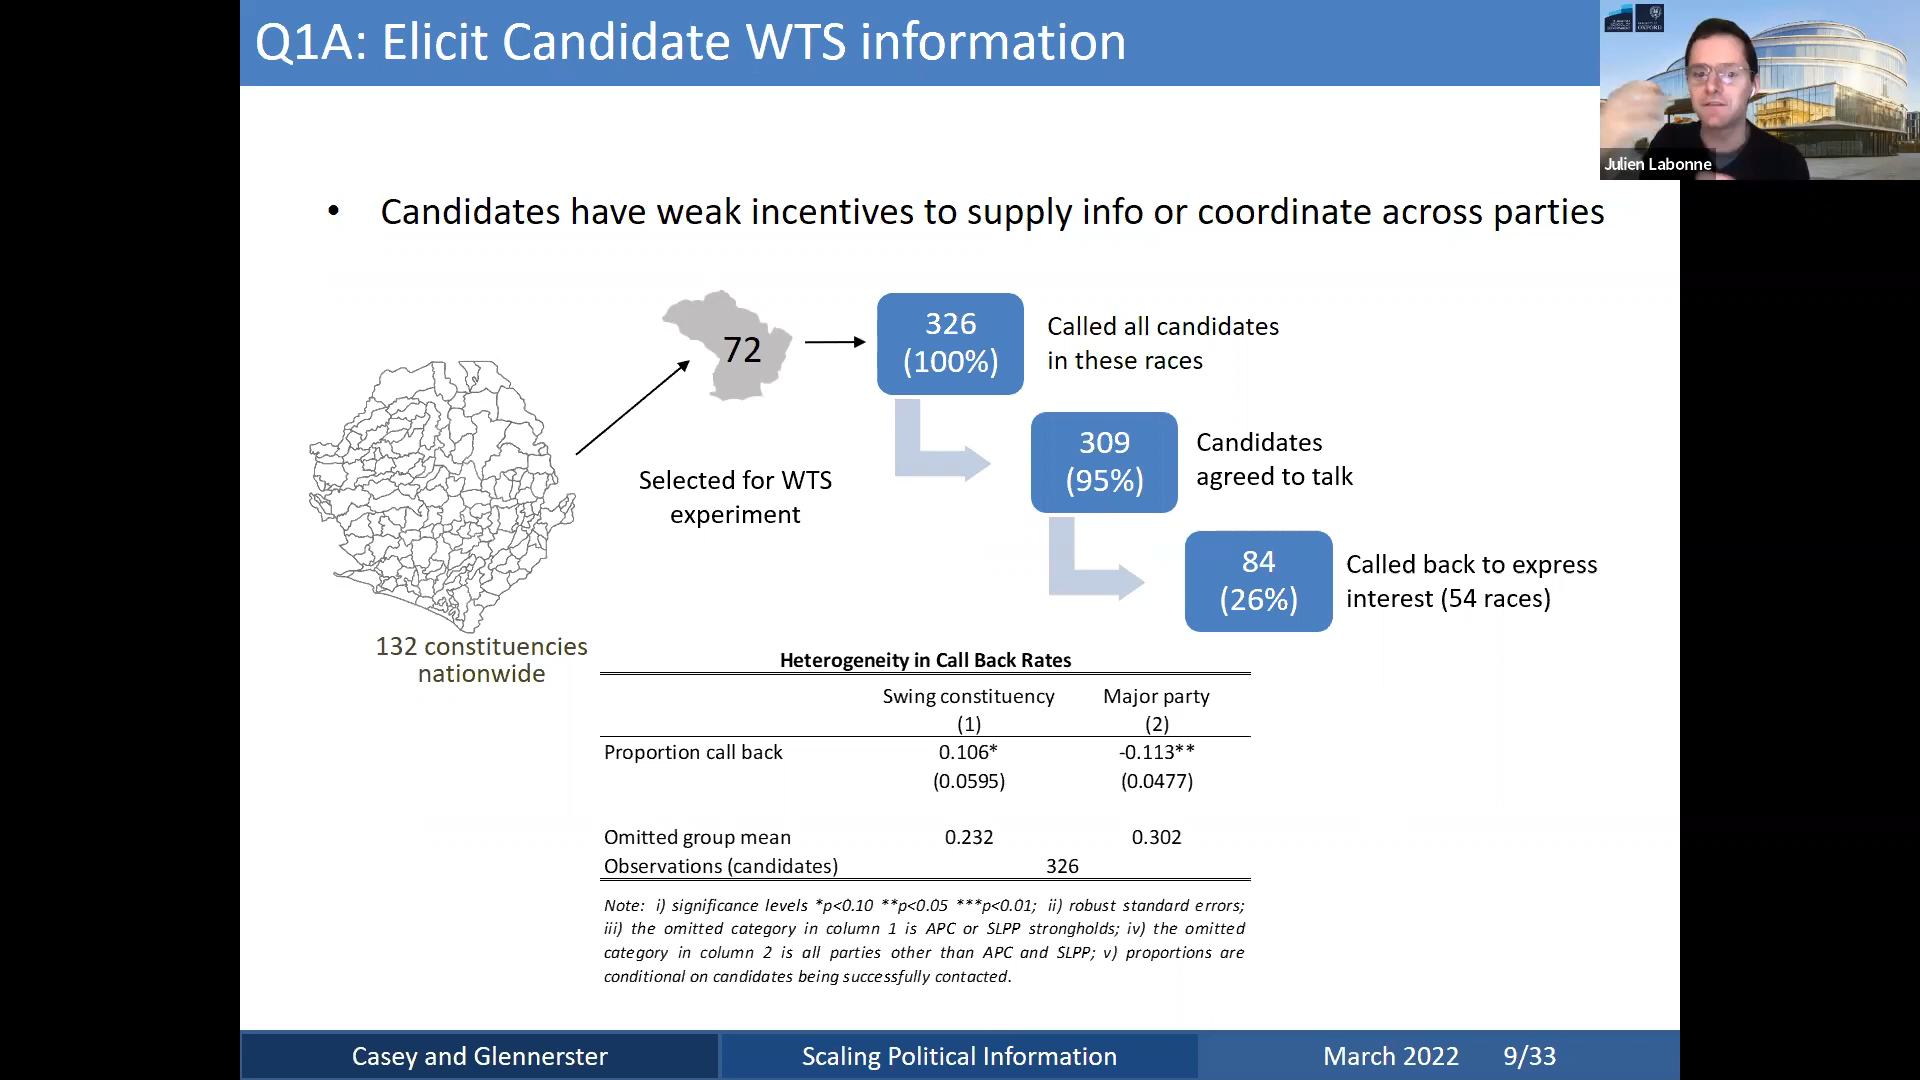 Q1A: Elicit Candidate WTS information
Julien Labonne
• Candidates have weak incentives to supply info or coordinate across parties
72
326
(100%)
Called all candidates
in these races
309
(95%)
Candidates
agreed to talk
Selected for WTS
experiment
84
(26%)
Called back to express
interest (54 races)
132 constituencies
nationwide
Heterogeneity in Call Back Rates
Swing constituency Major party
(1) (2)
Proportion call back 0.106* -0.113**
(0.0595) (0.0477)
Omitted group mean 0.232 0.302
Observations (candidates) 326
Note: i) significance levels *p<0.10 **p<0.05 ***p<0.01; ii) robust standard errors;
iii) the omitted category in column 1 is APC or SLPP strongholds; iv) the omitted
category in column 2 is all parties other than APC and SLPP; v) proportions are
conditional on candidates being successfully contacted.
Casey and Glennerster Scaling Political Information March 2022 9/33